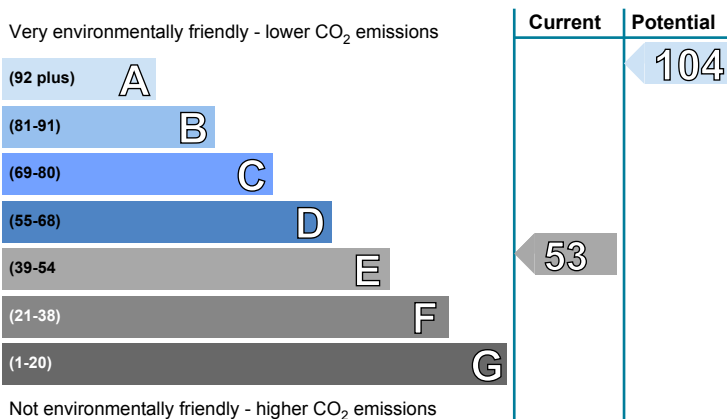 Current Potential
Very environmentally friendly - lower CO2 emissions
104
(92 plus) A
(81-91) B
(69-80) C
(55-68) D
(39-54 E
53
(21-38) F
(1-20) G
Not environmentally friendly - higher CO2 emissions